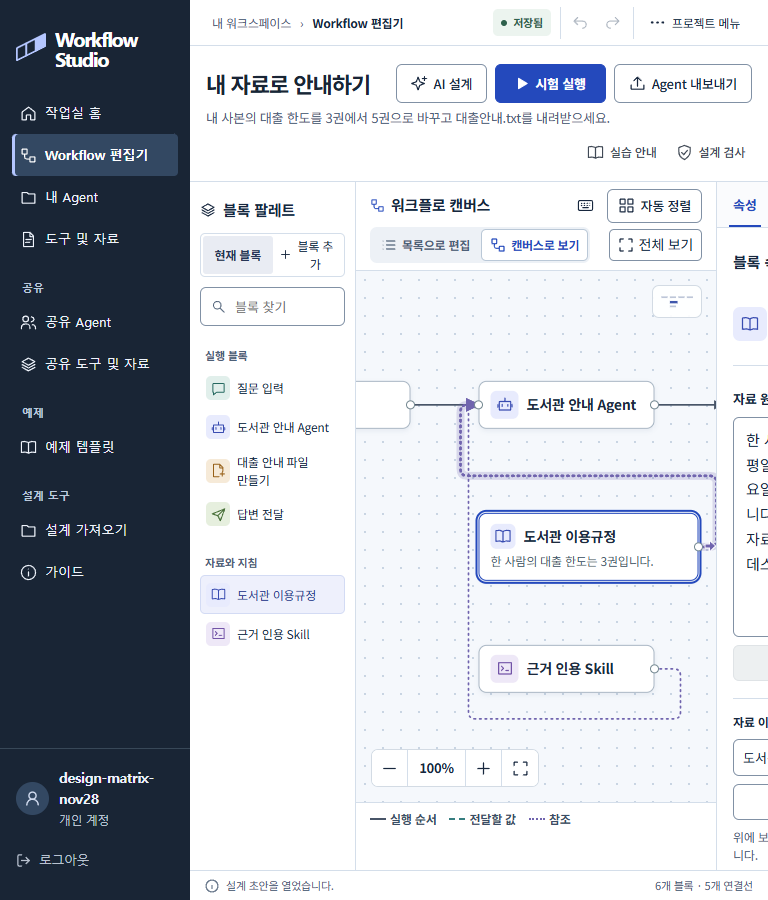 Workflow
Studio
작업실 홈
Workflow 편집기
내 Agent
도구 및 자료
공유
공유 Agent
공유 도구 및 자료
예제
예제 템플릿
설계 도구
설계 가져오기
가이드
design-matrix-
nov28
개인 계정
로그아웃
내 워크스페이스 › Workflow 편집기
저장됨
프로젝트 메뉴
내 자료로 안내하기
AI 설계
시험 실행
Agent 내보내기
내 사본의 대출 한도를 3권에서 5권으로 바꾸고 대출안내.txt를 내려받으세요.
실습 안내
설계 검사
블록 팔레트
현재 블록
블록 추
가
블록 찾기
실행 블록
질문 입력
도서관 안내 Agent
대출 안내 파일
만들기
답변 전달
자료와 지침
도서관 이용규정
근거 인용 Skill
워크플로 캔버스
자동 정렬
목록으로 편집
캔버스로 보기
전체 보기
도서관 안내 Agent
도서관 이용규정
한 사람의 대출 한도는 3권입니다.
근거 인용 Skill
100%
실행 순서
전달할 값
참조
속성
블록 속
자료 원
한 사
평일
요일
니다
자료
데스
자료 이
도서
위에 보
니다.
설계 초안을 열었습니다.
6개 블록 · 5개 연결선